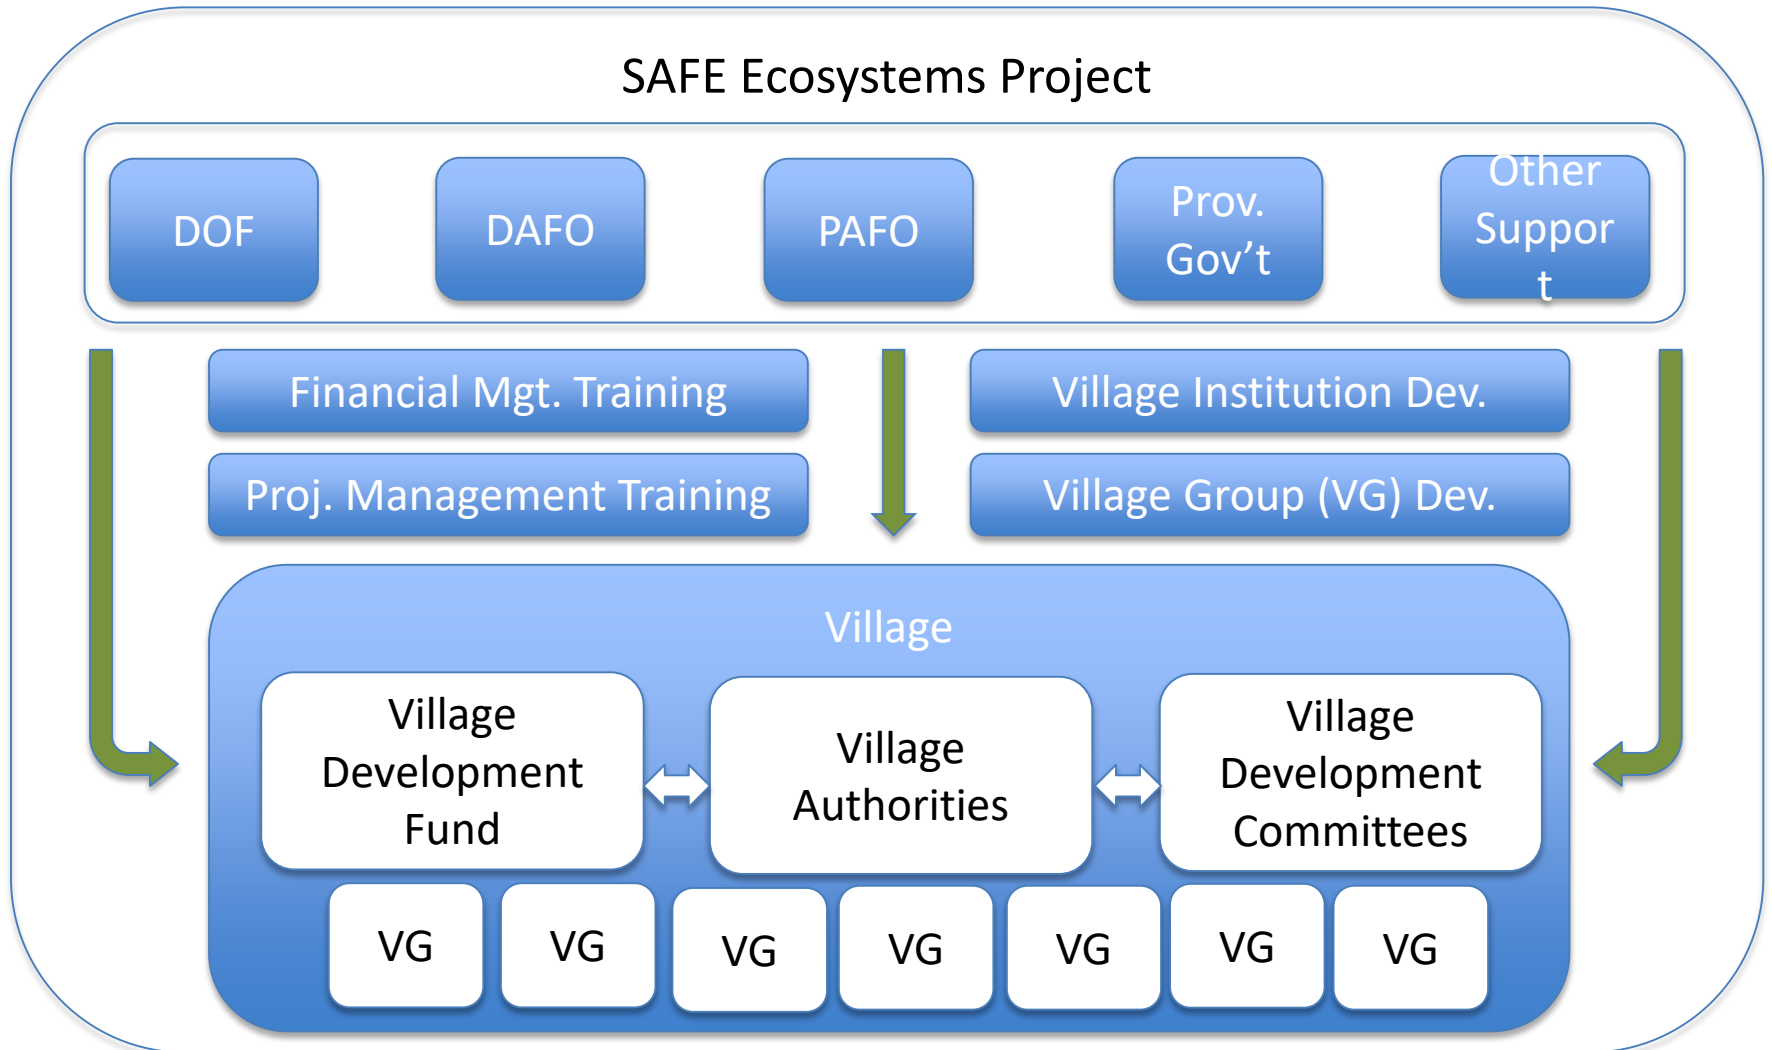 SAFE Ecosystems Project
DOF
DAFO
PAFO
Prov.
Gov’t
Other
Suppor
t
Financial Mgt. Training
Village Institution Dev.
Proj. Management Training
Village Group (VG) Dev.
Village
Village
Development
Fund
Village
Authorities
Village
Development
Committees
VG
VG
VG
VG
VG
VG
VG